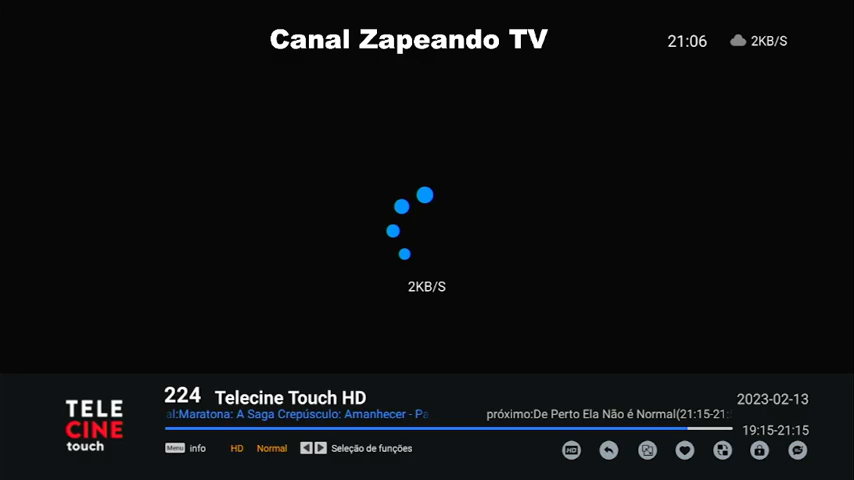 Canal Zapeando TV
21:06
2KB/S
2KB/S
TELE
CINE
touch
224 Telecine Touch HD
2023-02-13
al:Maratona: A Saga Crepúsculo: Amanhecer - Pa
próximo:De Perto Ela Não é Normal(21:15-21:
19:15-21:15
Menu info HD Normal Seleção de funções
HD